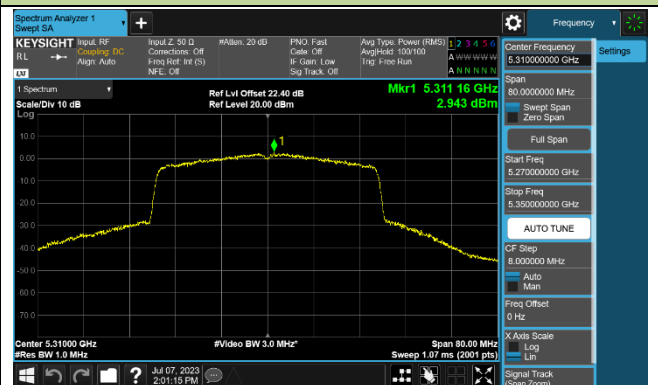 Spectrum Analyzer 1
Swept SA
Frequency
KEYSIGHT Input: RF
RL Coupling: DC
Align: Auto
LXI
Input Z: 50 Ω
Corrections: Off
Freq Ref: Int (S)
NFE: Off
#Atten: 20 dB
PNO: Fast
Gate: Off
IF Gain: Low
Sig Track: Off
Avg Type: Power (RMS)
Avg|Hold: 100/100
Trig: Free Run
1 2 3 4 5 6
A W W W W W
A N N N N N
1 Spectrum
Scale/Div 10 dB
Log
Ref Lvl Offset 22.40 dB
Ref Level 20.00 dBm
Mkr1 5.311 16 GHz
2.943 dBm
1
10.0
0.00
-10.0
-20.0
-30.0
-40.0
-50.0
-60.0
-70.0
Center 5.31000 GHz
#Res BW 1.0 MHz
#Video BW 3.0 MHz*
Span 80.00 MHz
Sweep 1.07 ms (2001 pts)
Jul 07, 2023
2:01:15 PM
Center Frequency
5.310000000 GHz
Settings
Span
80.0000000 MHz
Swept Span
Zero Span
Full Span
Start Freq
5.270000000 GHz
Stop Freq
5.350000000 GHz
AUTO TUNE
CF Step
8.000000 MHz
Auto
Man
Freq Offset
0 Hz
X Axis Scale
Log
Lin
Signal Track
(Span Zoom)